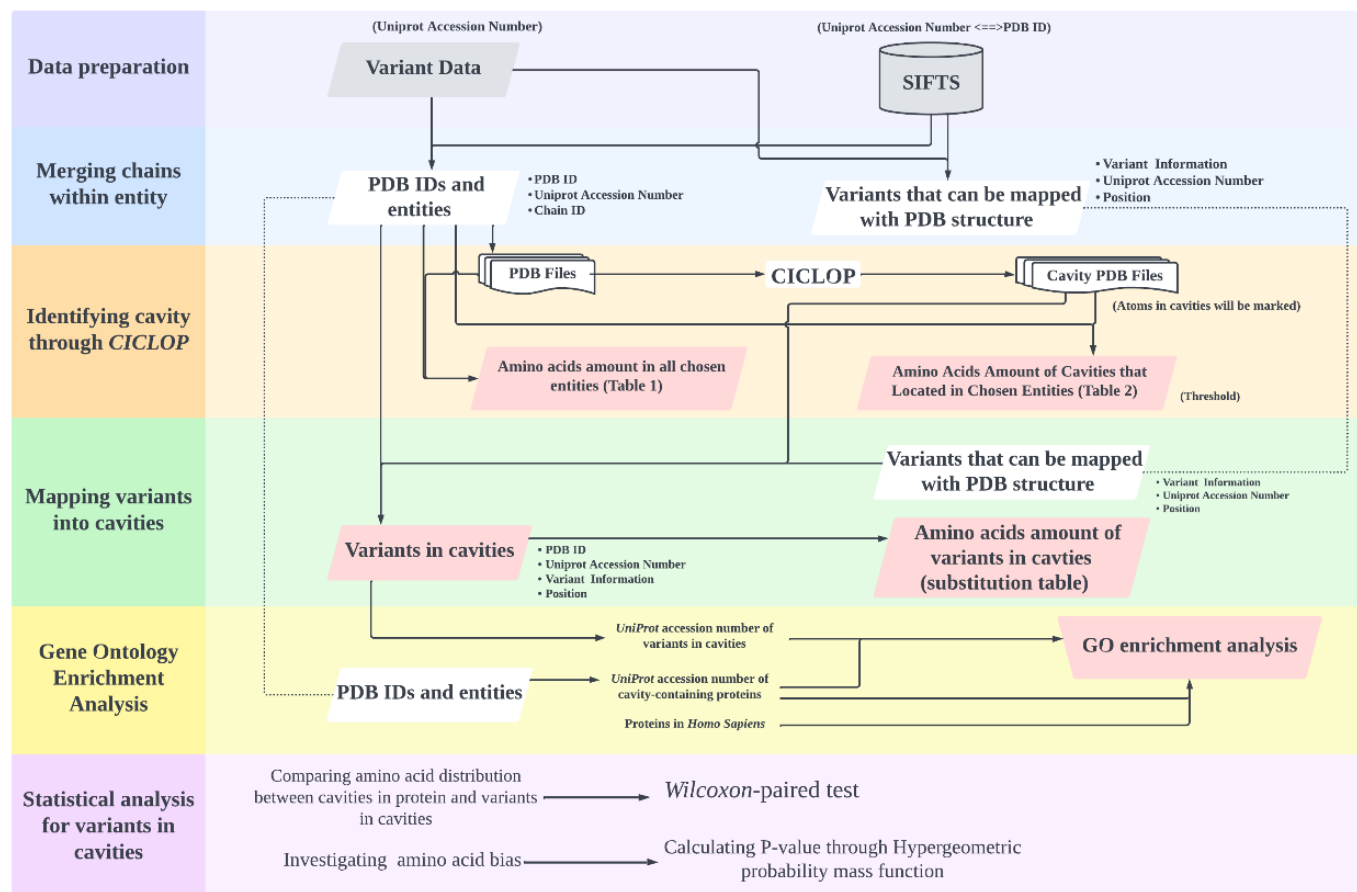 (Uniprot Accession Number)
(Uniprot Accession Number <==>PDB ID)
Data preparation
Variant Data
SIFTS
Merging chains
within entity
PDB IDs and
entities
• PDB ID
• Uniprot Accession Number
• Chain ID
Variants that can be mapped
with PDB structure
• Variant Information
• Uniprot Accession Number
• Position
Identifying cavity
through CICLOP
PDB Files
CICLOP
Cavity PDB Files
(Atoms in cavities will be marked)
Amino acids amount in all chosen
entities (Table 1)
Amino Acids Amount of Cavities that
Located in Chosen Entities (Table 2)
(Threshold)
Mapping variants
into cavities
Variants that can be mapped
with PDB structure
• Variant Information
• Uniprot Accession Number
• Position
Variants in cavities
• PDB ID
• Uniprot Accession Number
• Variant Information
• Position
Amino acids amount of
variants in cavties
(substitution table)
Gene Ontology
Enrichment
Analysis
UniProt accession number of
variants in cavities
GO enrichment analysis
PDB IDs and entities
UniProt accession number of
cavity-containing proteins
Proteins in Homo Sapiens
Statistical analysis
for variants in
cavities
Comparing amino acid distribution
between cavities in protein and variants
in cavities
Wilcoxon-paired test
Investigating amino acid bias
Calculating P-value through Hypergeometric
probability mass function